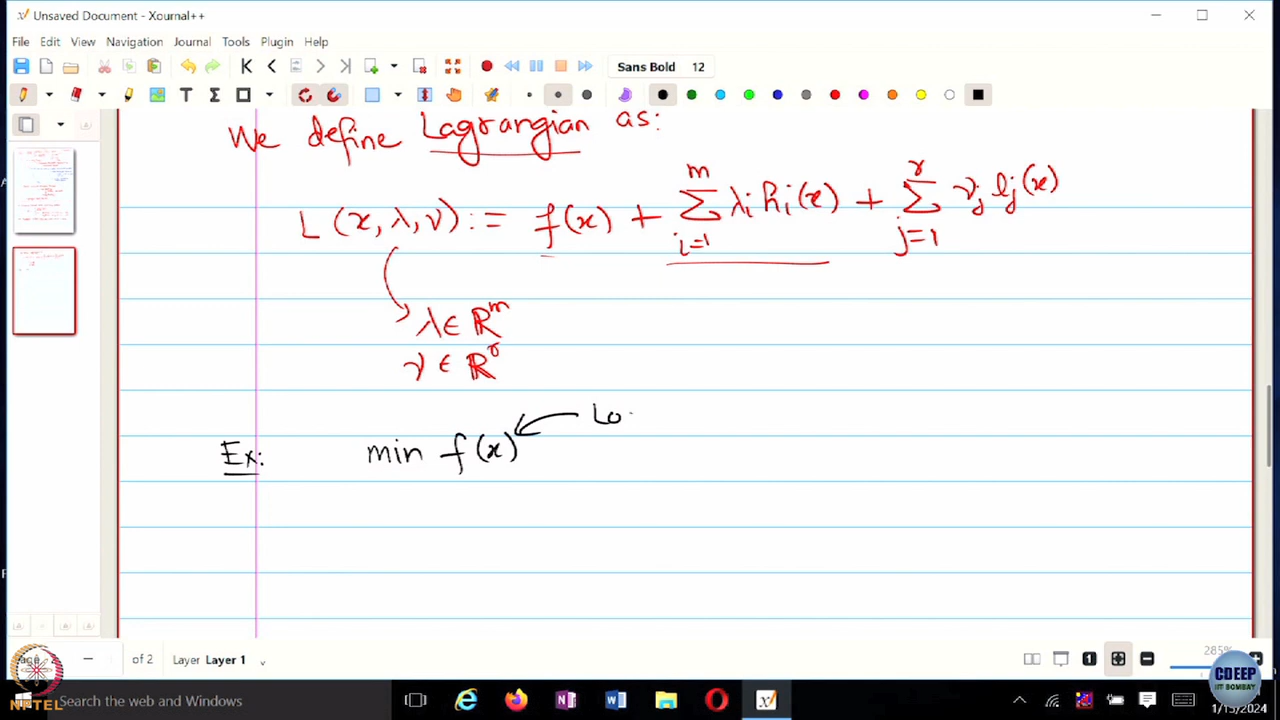 Unsaved Document - Xournal++
File Edit View Navigation Journal Tools Plugin Help
Sans Bold 12
We define Lagrangian as:
L(x, λ, ν) := f(x) + ∑_{i=1}^{m} λ_i h_i(x) + ∑_{j=1}^{r} ν_j l_j(x)
λ ∈ ℝ^m
ν ∈ ℝ^r
Lo
Ex: min f(x)
of 2 Layer Layer 1
285%
NPTEL
CDEEP
IIT BOMBAY
Search the web and Windows
1/15/2024